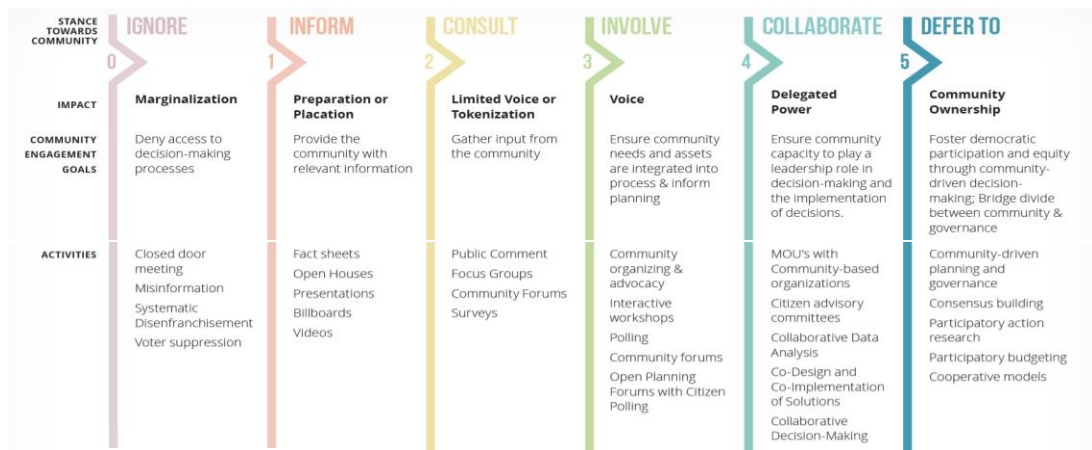 STANCE
TOWARDS
COMMUNITY
IGNORE
0
INFORM
1
CONSULT
2
INVOLVE
3
COLLABORATE
4
DEFER TO
5
IMPACT
Marginalization
Preparation or
Placation
Limited Voice or
Tokenization
Voice
Delegated
Power
Community
Ownership
COMMUNITY
ENGAGEMENT
GOALS
Deny access to
decision-making
processes
Provide the
community with
relevant information
Gather input from
the community
Ensure community
needs and assets
are integrated into
process & inform
planning
Ensure community
capacity to play a
leadership role in
decision-making and
the implementation
of decisions.
Foster democratic
participation and equity
through community-
driven decision-
making; Bridge divide
between community &
governance
ACTIVITIES
Closed door
meeting
Misinformation
Systematic
Disenfranchisement
Voter suppression
Fact sheets
Open Houses
Presentations
Billboards
Videos
Public Comment
Focus Groups
Community Forums
Surveys
Community
organizing &
advocacy
Interactive
workshops
Polling
Community forums
Open Planning
Forums with Citizen
Polling
MOU's with
Community-based
organizations
Citizen advisory
committees
Collaborative Data
Analysis
Co-Design and
Co-Implementation
of Solutions
Collaborative
Decision-Making
Community-driven
planning and
governance
Consensus building
Participatory action
research
Participatory budgeting
Cooperative models